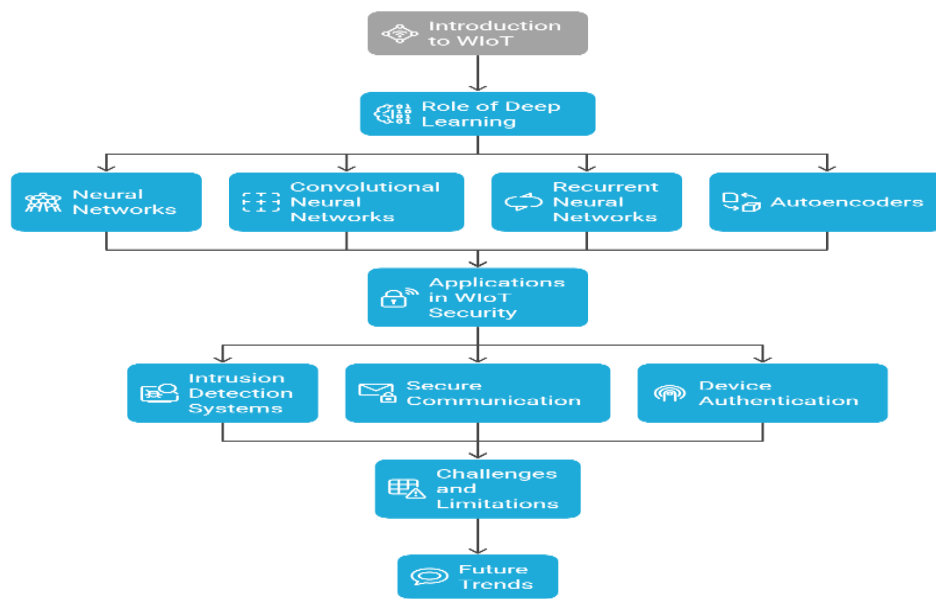 Introduction
to WIoT
Role of Deep
Learning
Neural
Networks
Convolutional
Neural
Networks
Recurrent
Neural
Networks
Autoencoders
Applications
in WIoT
Security
Intrusion
Detection
Systems
Secure
Communication
Device
Authentication
Challenges
and
Limitations
Future
Trends